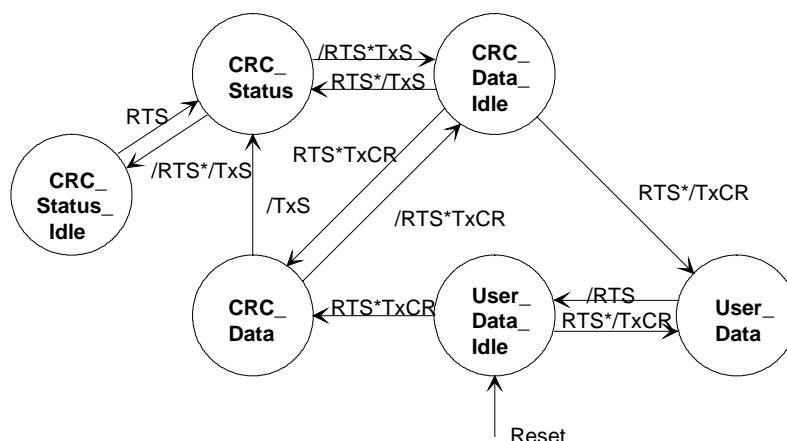 CRC_
Status
/RTS*TxS
RTS*/TxS
CRC_
Data_
Idle
RTS
/RTS*/TxS
CRC_
Status_
Idle
RTS*TxCR
/TxS
/RTS*TxCR
RTS*/TxCR
CRC_
Data
RTS*TxCR
User_
Data_
Idle
/RTS
RTS*/TxCR
User_
Data
Reset